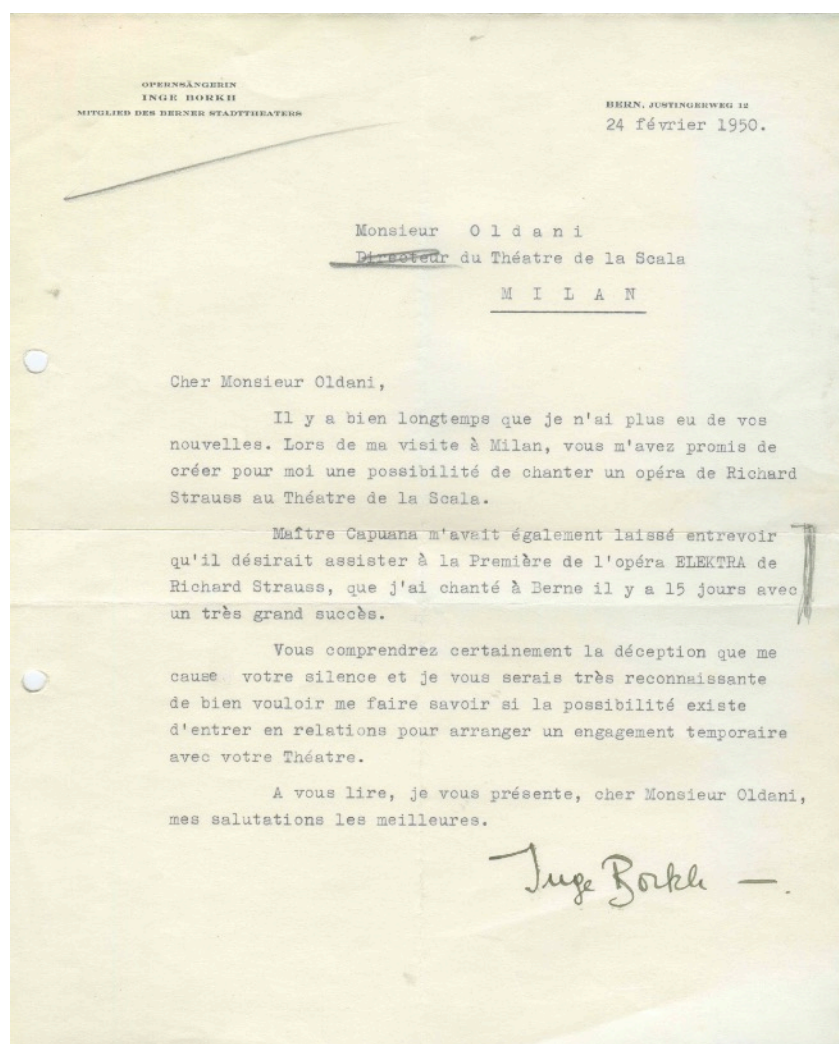 OPERNSÄNGERIN
INGE BORKH
MITGLIED DES BERNER STADTTHEATERS
BERN, JUSTINGERWEG 12
24 février 1950.
Monsieur O l d a n i
Directeur du Théatre de la Scala
M I L A N
Cher Monsieur Oldani,
Il y a bien longtemps que je n'ai plus eu de vos
nouvelles. Lors de ma visite à Milan, vous m'avez promis de
créer pour moi une possibilité de chanter un opéra de Richard
Strauss au Théatre de la Scala.
Maître Capuana m'avait également laissé entrevoir
qu'il désirait assister à la Première de l'opéra ELEKTRA de
Richard Strauss, que j'ai chanté à Berne il y a 15 jours avec
un très grand succès.
Vous comprendrez certainement la déception que me
cause votre silence et je vous serais très reconnaissante
de bien vouloir me faire savoir si la possibilité existe
d'entrer en relations pour arranger un engagement temporaire
avec votre Théatre.
A vous lire, je vous présente, cher Monsieur Oldani,
mes salutations les meilleures.
Inge Borkh —.